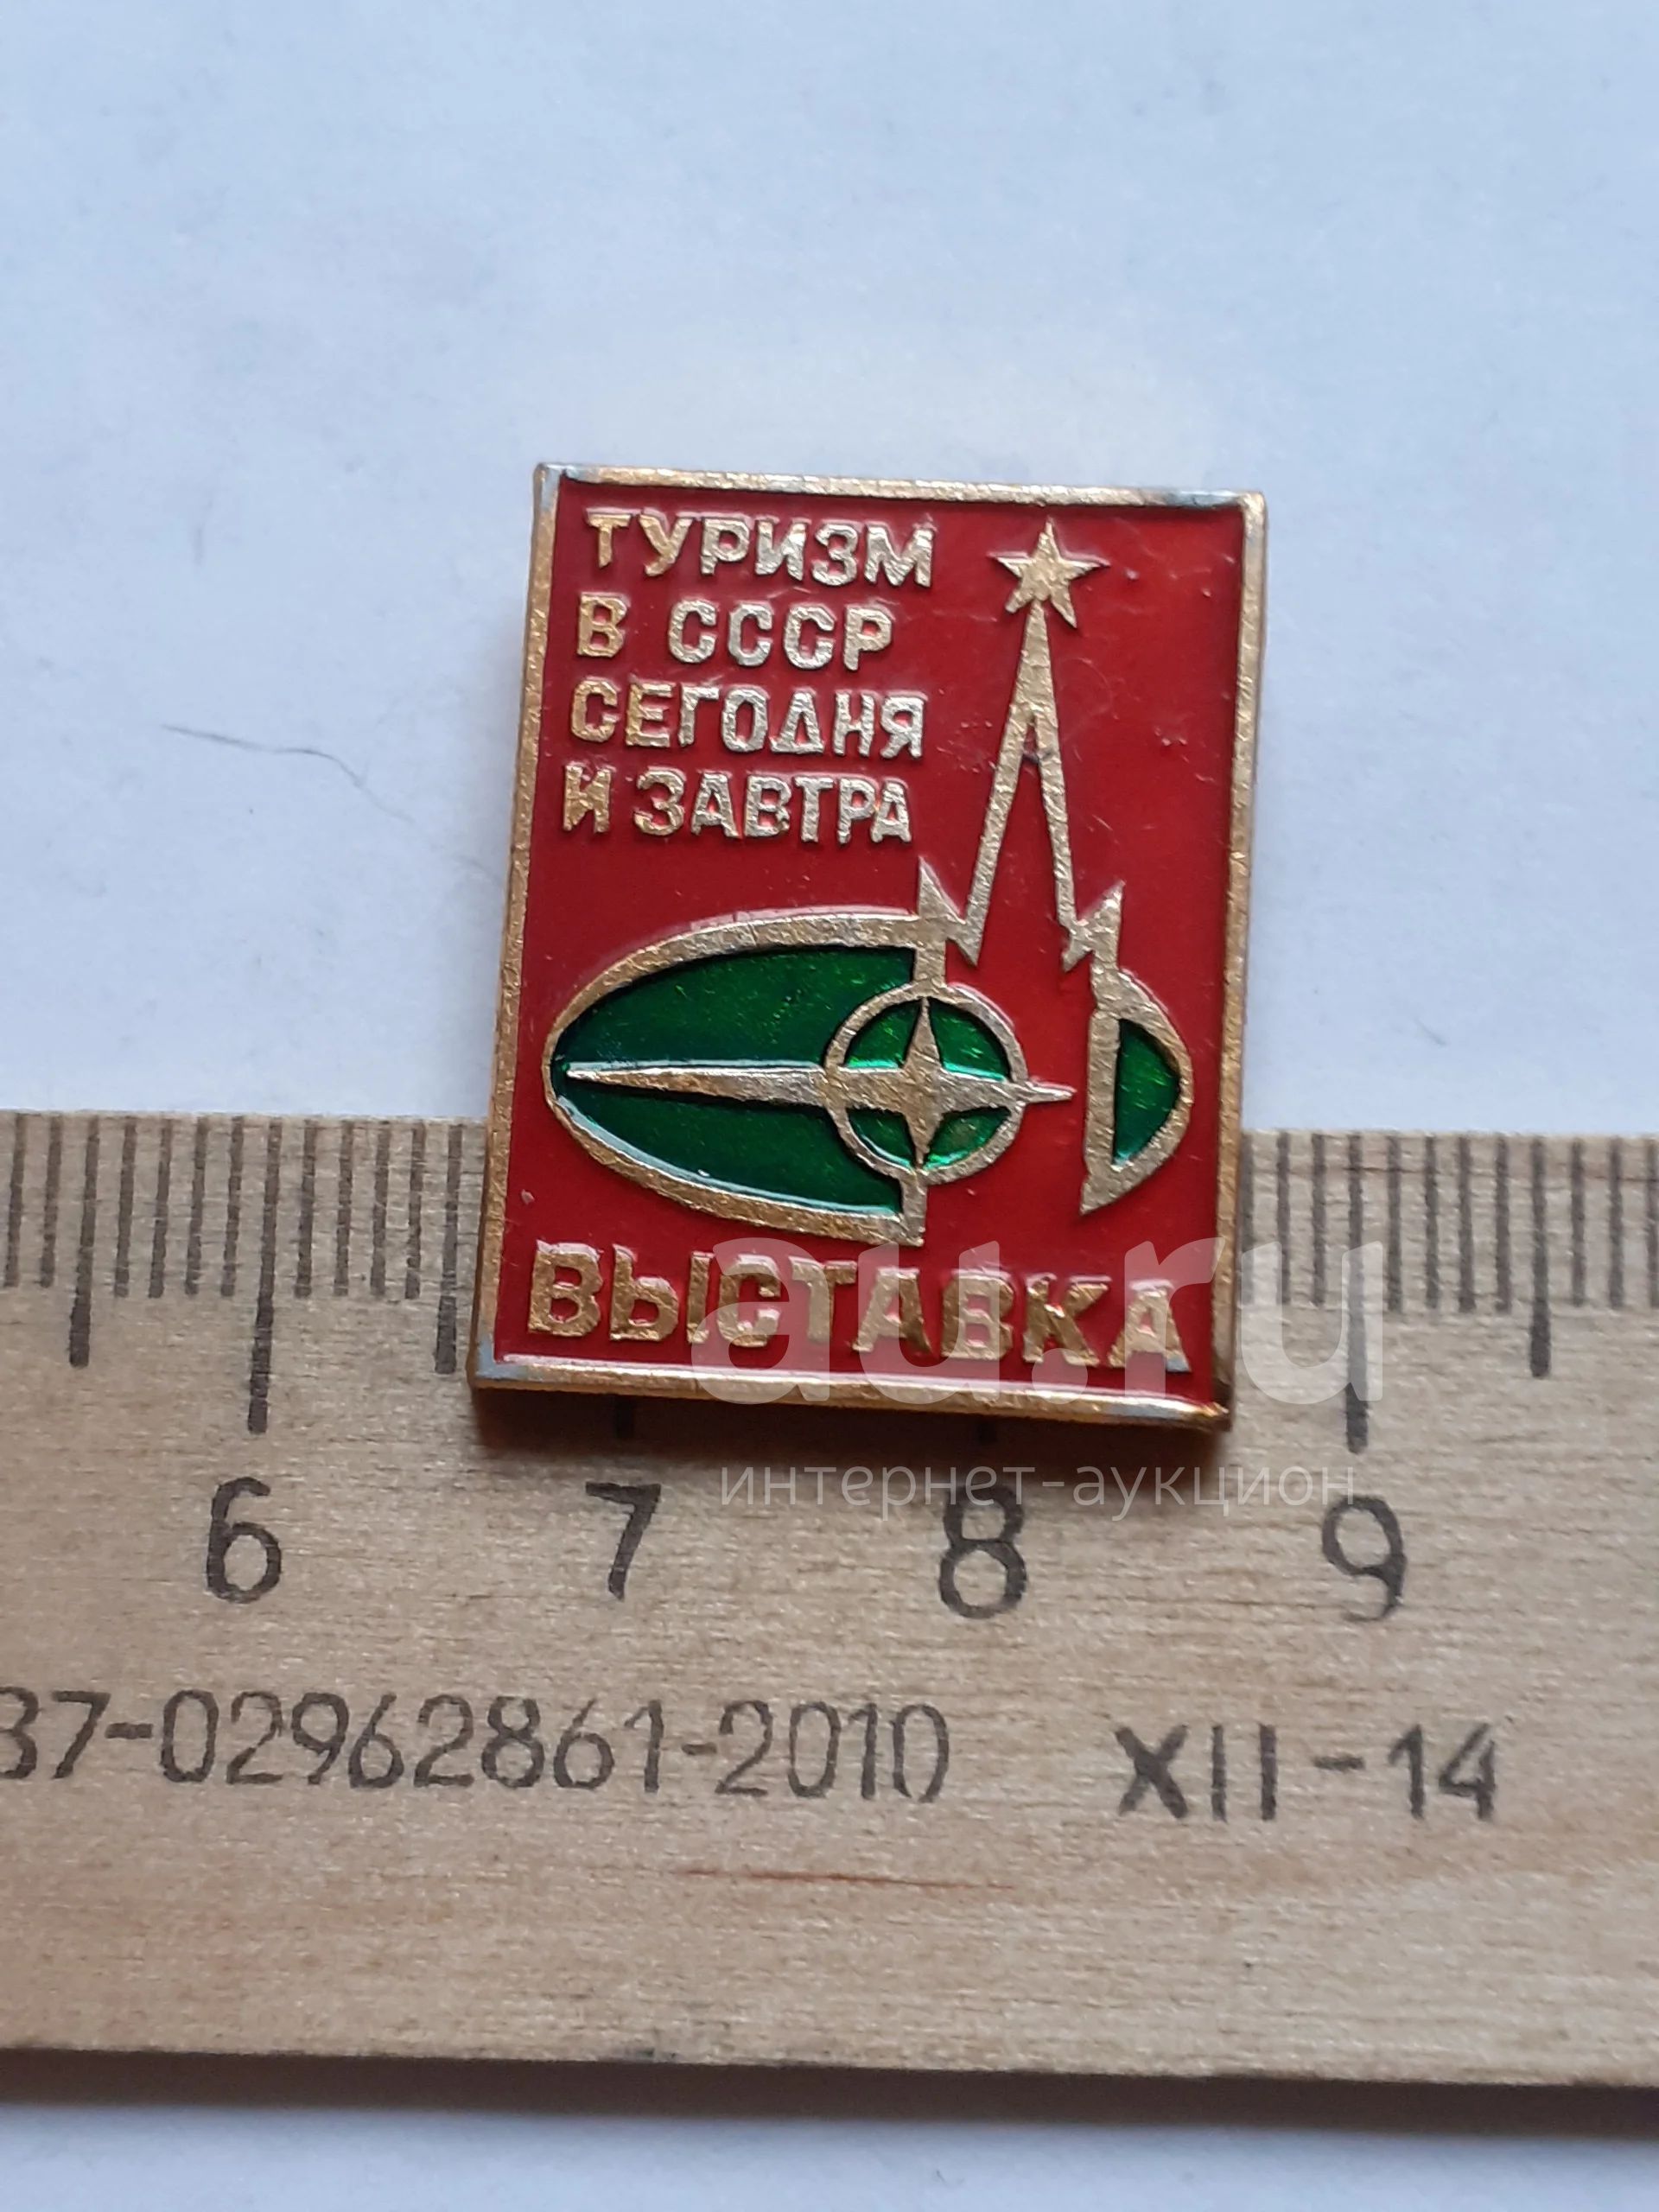 ТУРИЗМ
В СССР
СЕГОДНЯ
И ЗАВТРА
ВЫСТАВКА
au.ru
интернет-аукцион
6 7 8 9
37-02962861-2010 XII-14